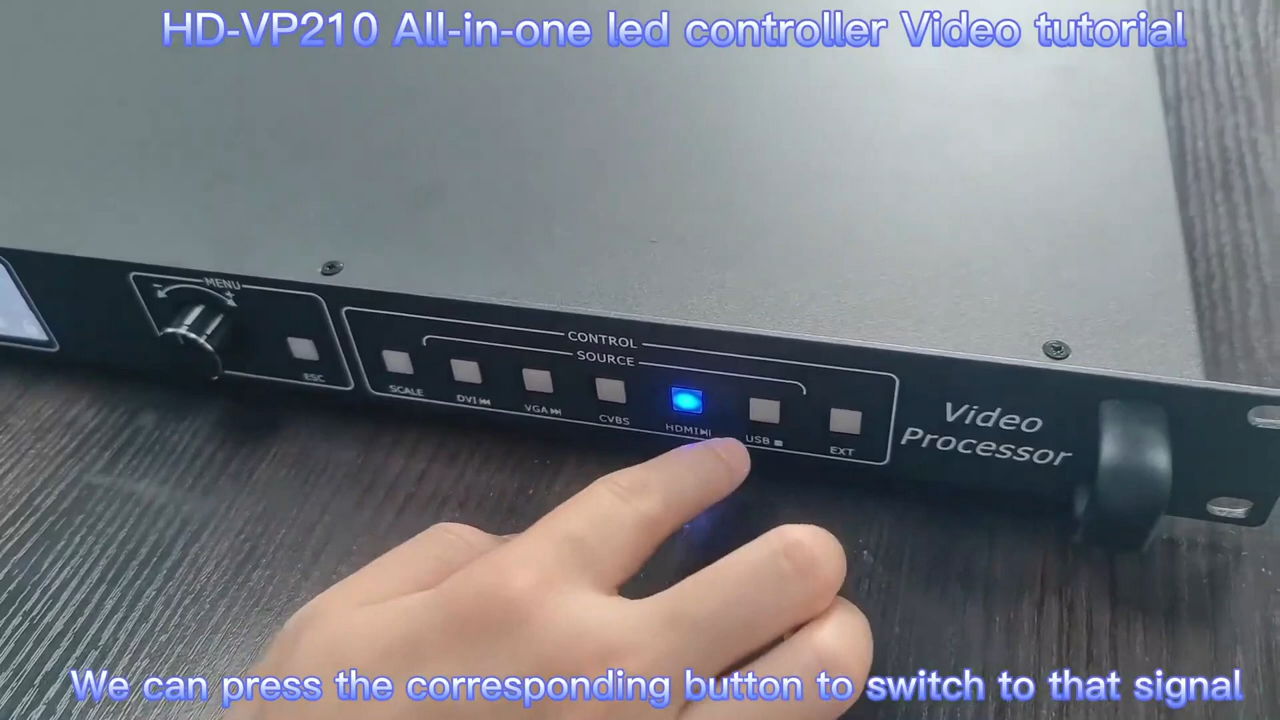 HD-VP210 All-in-one led controller Video tutorial
MENU
- +
ESC
CONTROL
SOURCE
SCALE
DVI ⏮
VGA ⏭
CVBS
HDMI ⏯
USB ⏹
EXT
Video
Processor
We can press the corresponding button to switch to that signal